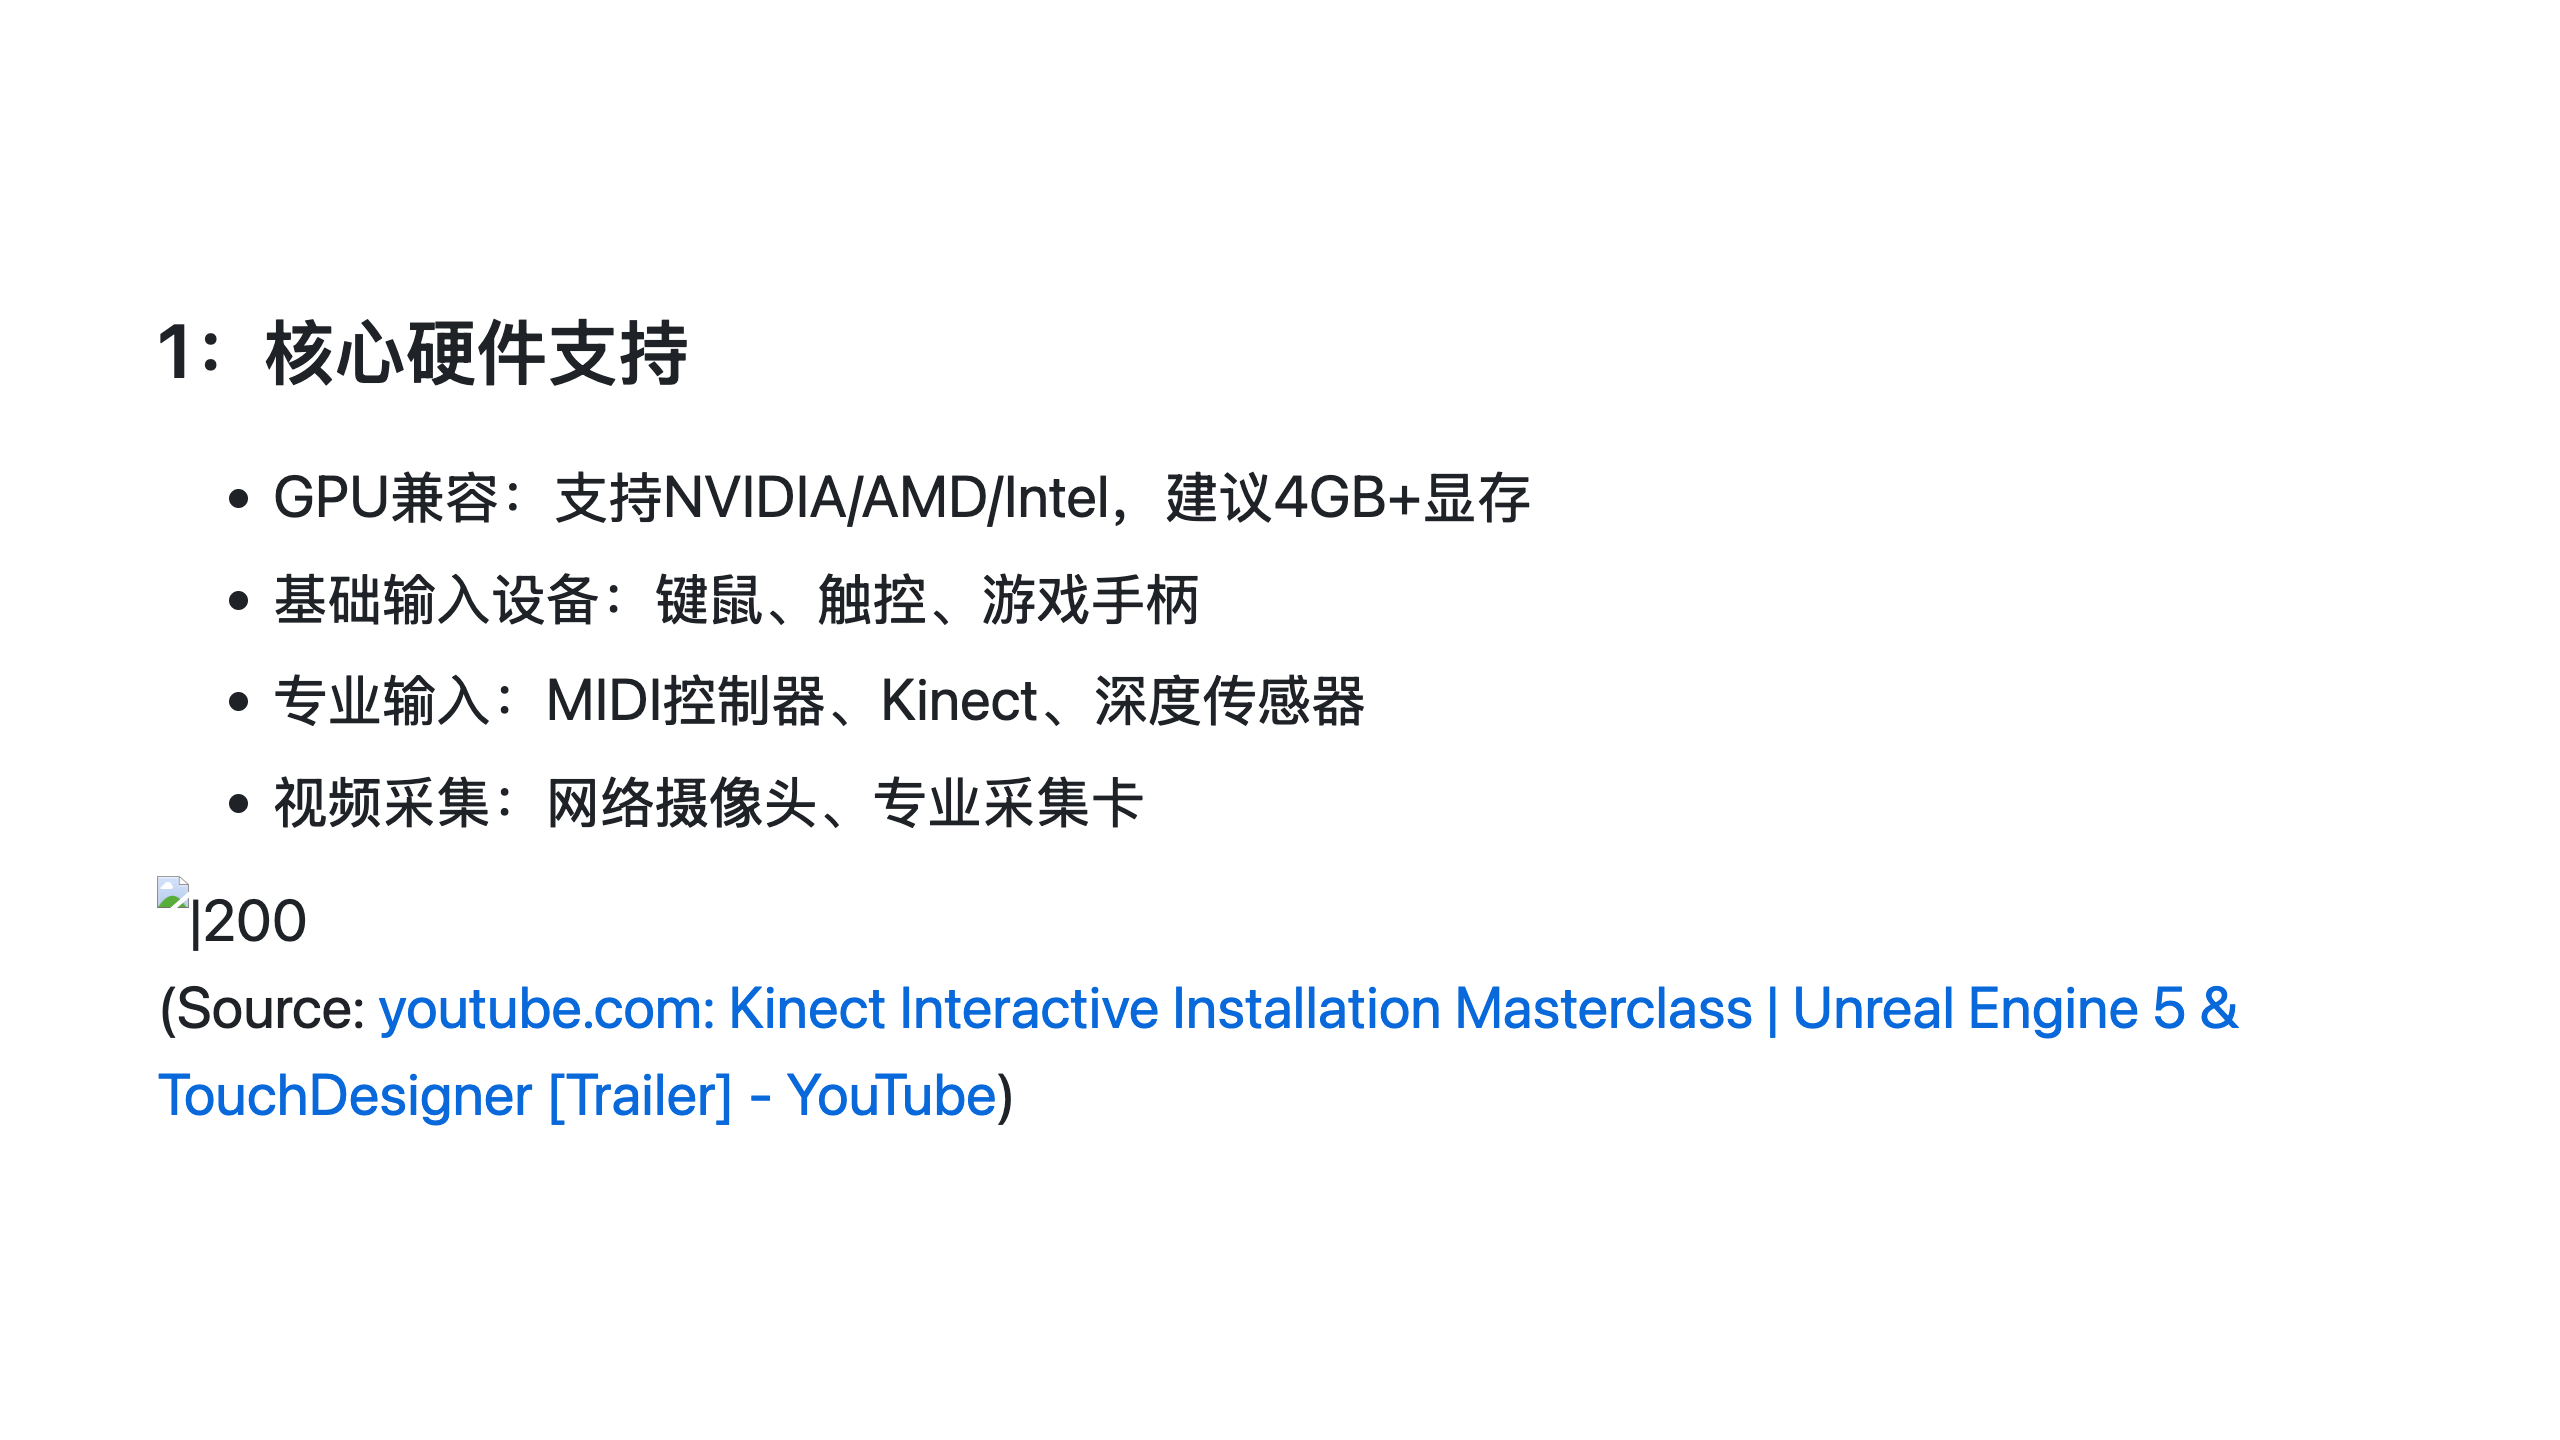 1：核心硬件支持
GPU兼容：支持NVIDIA/AMD/Intel，建议4GB+显存
基础输入设备：键鼠、触控、游戏手柄
专业输入：MIDI控制器、Kinect、深度传感器
视频采集：网络摄像头、专业采集卡
|200
(Source: youtube.com: Kinect Interactive Installation Masterclass | Unreal Engine 5 &
TouchDesigner [Trailer] - YouTube)